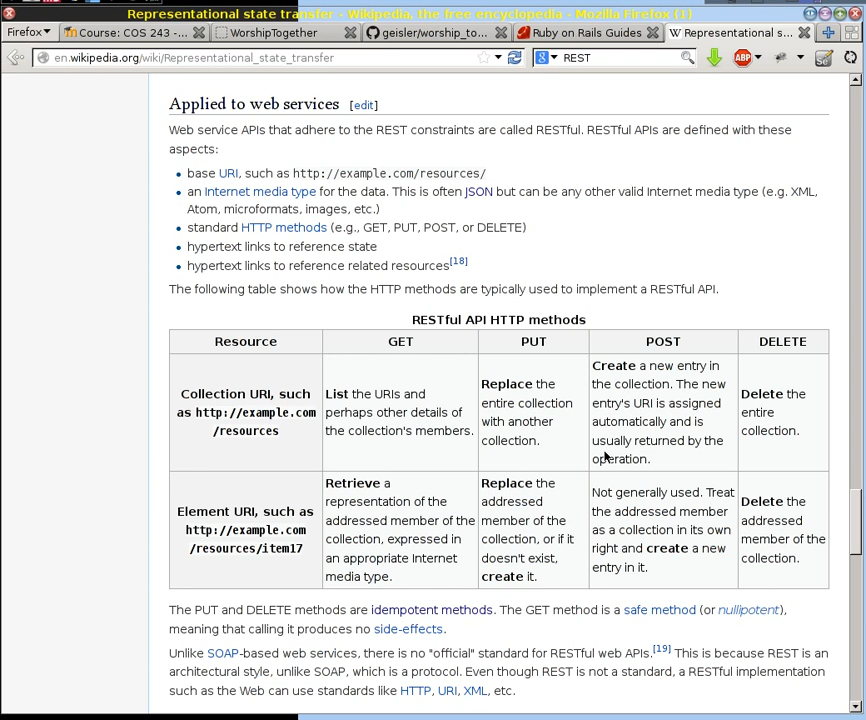 Representational state transfer - Wikipedia, the free encyclopedia - Mozilla Firefox (1)
Firefox
Course: COS 243 -...
WorshipTogether
geisler/worship_to...
Ruby on Rails Guides
Representational s...
en.wikipedia.org/wiki/Representational_state_transfer
REST
ABP
Applied to web services [edit]
Web service APIs that adhere to the REST constraints are called RESTful. RESTful APIs are defined with these
aspects:
base URI, such as http://example.com/resources/
an Internet media type for the data. This is often JSON but can be any other valid Internet media type (e.g. XML,
Atom, microformats, images, etc.)
standard HTTP methods (e.g., GET, PUT, POST, or DELETE)
hypertext links to reference state
hypertext links to reference related resources[18]
The following table shows how the HTTP methods are typically used to implement a RESTful API.
RESTful API HTTP methods
Resource GET PUT POST DELETE
Collection URI, such
as http://example.com
/resources
List the URIs and
perhaps other details of
the collection's members.
Replace the
entire collection
with another
collection.
Create a new entry in
the collection. The new
entry's URI is assigned
automatically and is
usually returned by the
operation.
Delete the
entire
collection.
Element URI, such as
http://example.com
/resources/item17
Retrieve a
representation of the
addressed member of the
collection, expressed in
an appropriate Internet
media type.
Replace the
addressed
member of the
collection, or if it
doesn't exist,
create it.
Not generally used. Treat
the addressed member
as a collection in its own
right and create a new
entry in it.
Delete the
addressed
member of the
collection.
The PUT and DELETE methods are idempotent methods. The GET method is a safe method (or nullipotent),
meaning that calling it produces no side-effects.
Unlike SOAP-based web services, there is no "official" standard for RESTful web APIs.[19] This is because REST is an
architectural style, unlike SOAP, which is a protocol. Even though REST is not a standard, a RESTful implementation
such as the Web can use standards like HTTP, URI, XML, etc.